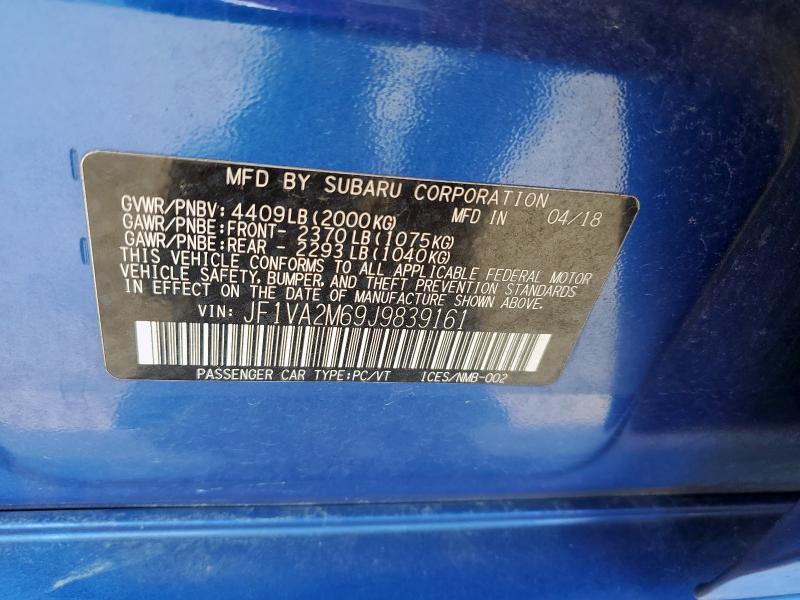 MFD BY SUBARU CORPORATION
GVWR/PNBV: 4409LB(2000KG) MFD IN 04/18
GAWR/PNBE:FRONT- 2370LB(1075KG)
GAWR/PNBE:REAR - 2293LB(1040KG)
THIS VEHICLE CONFORMS TO ALL APPLICABLE FEDERAL MOTOR
VEHICLE SAFETY, BUMPER, AND THEFT PREVENTION STANDARDS
IN EFFECT ON THE DATE OF MANUFACTURE SHOWN ABOVE.
VIN: JF1VA2M69J9839161
PASSENGER CAR TYPE:PC/VT ICES/NMB-002